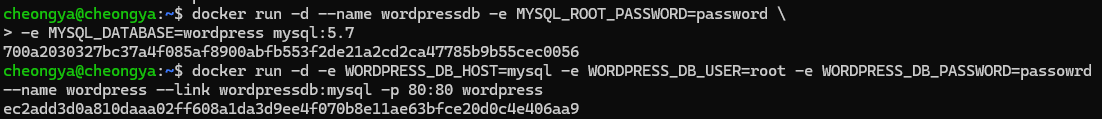 cheongya@cheongya:~$ docker run -d --name wordpressdb -e MYSQL_ROOT_PASSWORD=password \
> -e MYSQL_DATABASE=wordpress mysql:5.7
700a2030327bc37a4f085af8900abfb553f2de21a2cd2ca47785b9b55cec0056
cheongya@cheongya:~$ docker run -d -e WORDPRESS_DB_HOST=mysql -e WORDPRESS_DB_USER=root -e WORDPRESS_DB_PASSWORD=passowrd
--name wordpress --link wordpressdb:mysql -p 80:80 wordpress
ec2add3d0a810daaa02ff608a1da3d9ee4f070b8e11ae63bfce20d0c4e406aa9